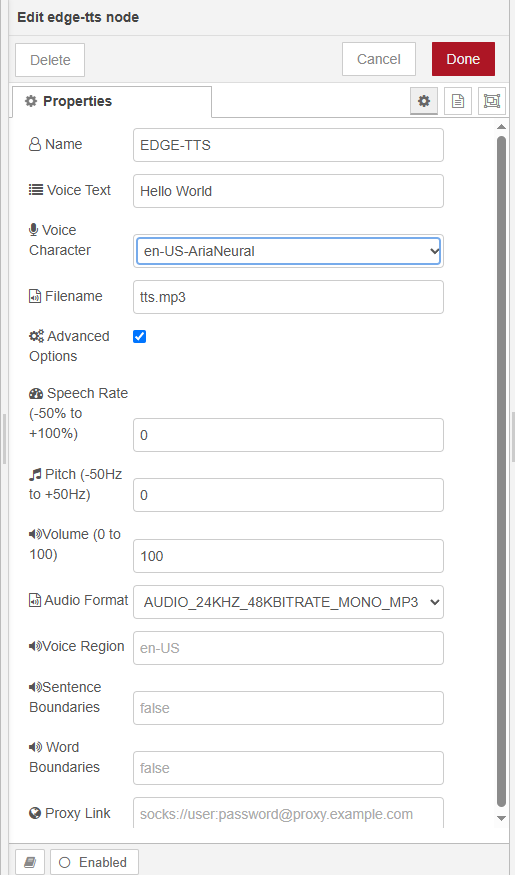 Edit edge-tts node
Delete
Cancel
Done
Properties
Name
EDGE-TTS
Voice Text
Hello World
Voice
Character
en-US-AriaNeural
Filename
tts.mp3
Advanced
Options
Speech Rate
(-50% to
+100%)
0
Pitch (-50Hz
to +50Hz)
0
Volume (0 to
100)
100
Audio Format
AUDIO_24KHZ_48KBITRATE_MONO_MP3
Voice Region
en-US
Sentence
Boundaries
false
Word
Boundaries
false
Proxy Link
socks://user:password@proxy.example.com
Enabled